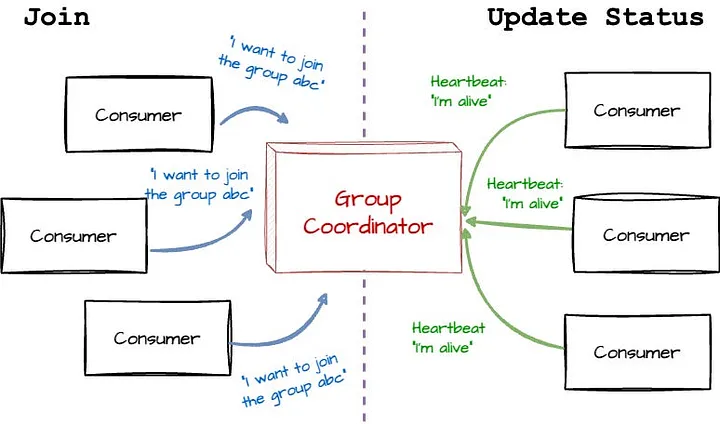 Join
Update Status
"I want to join
the group abc"
Consumer
"I want to join
the group abc"
Consumer
Consumer
"I want to join
the group abc"
Group
Coordinator
Heartbeat:
"I'm alive"
Consumer
Heartbeat:
"I'm alive"
Consumer
Heartbeat
"I'm alive"
Consumer